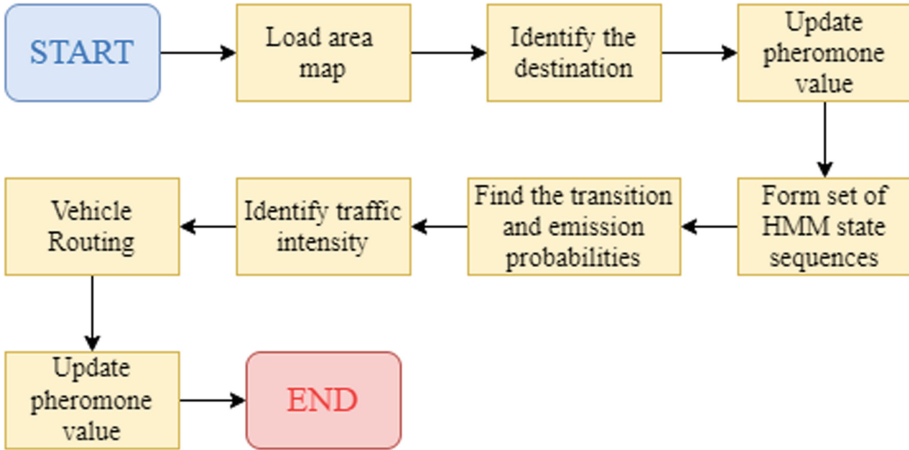 START
Load area
map
Identify the
destination
Update
pheromone
value
Form set of
HMM state
sequences
Find the transition
and emission
probabilities
Identify traffic
intensity
Vehicle
Routing
Update
pheromone
value
END